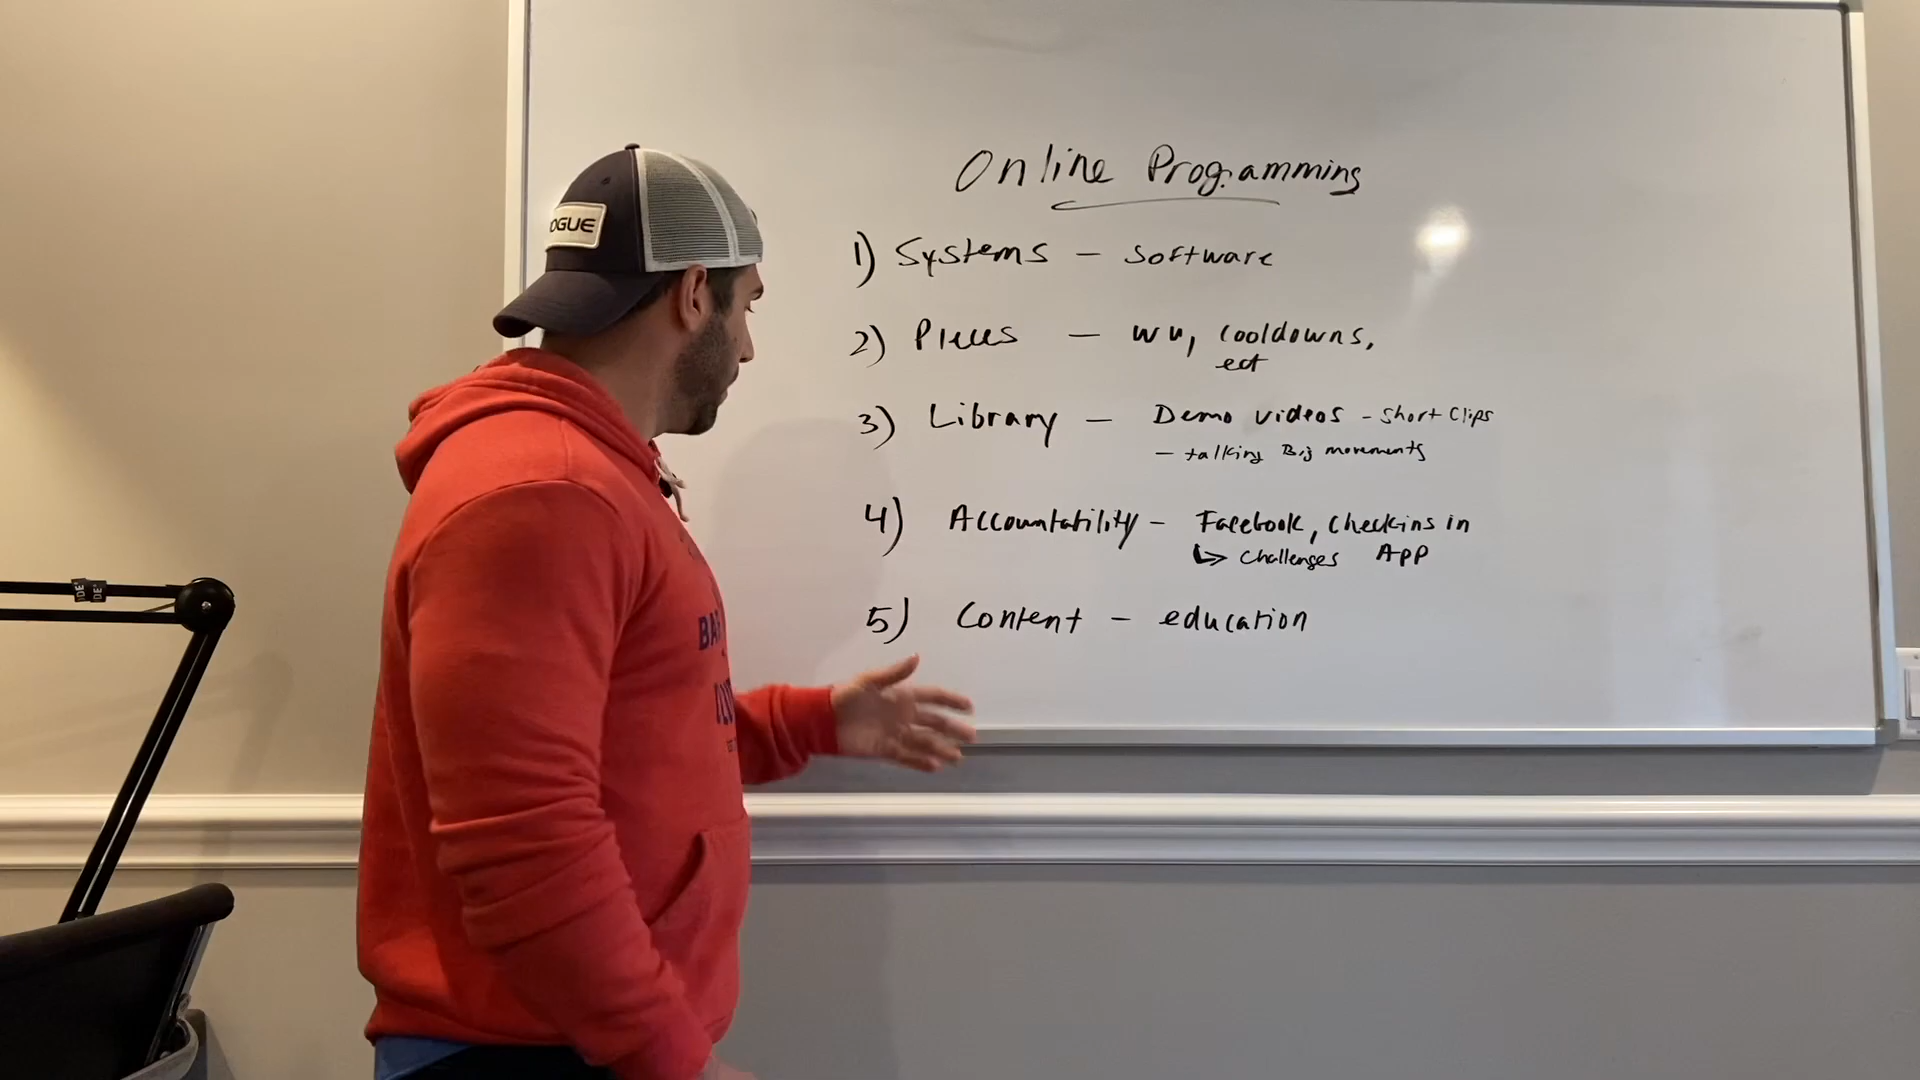 OGUE
Online Programming
1) Systems - Software
2) Pieces - wu, cooldowns,
ect
3) Library - Demo videos - short clips
- talking Big movements
4) Accountability - Facebook, Checkins in
↳ challenges App
5) Content - education
BAR